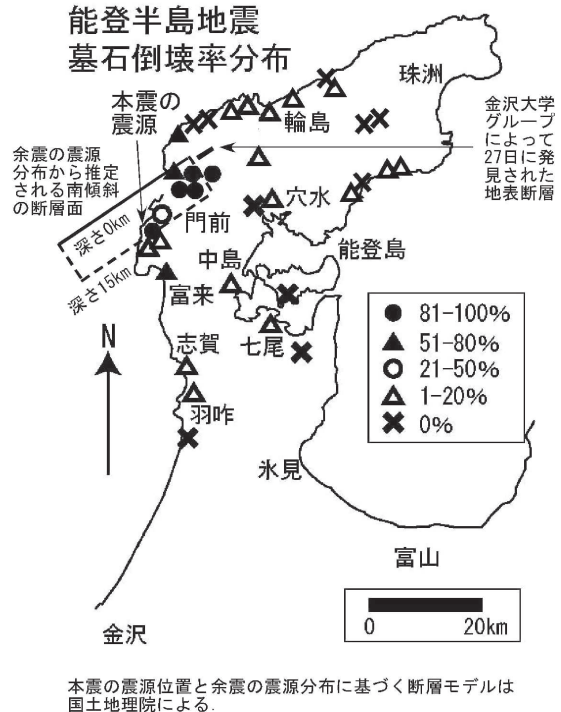 能登半島地震
墓石倒壊率分布
本震の
震源
余震の震源
分布から推定
される南傾斜
の断層面
深さ0km
深さ15km
珠洲
輪島
金沢大学
グループ
によって
27日に発
見された
地表断層
門前
穴水
中島
能登島
富来
七尾
志賀
羽咋
氷見
富山
金沢
N
81-100%
51-80%
21-50%
1-20%
0%
0 20km
本震の震源位置と余震の震源分布に基づく断層モデルは
国土地理院による.